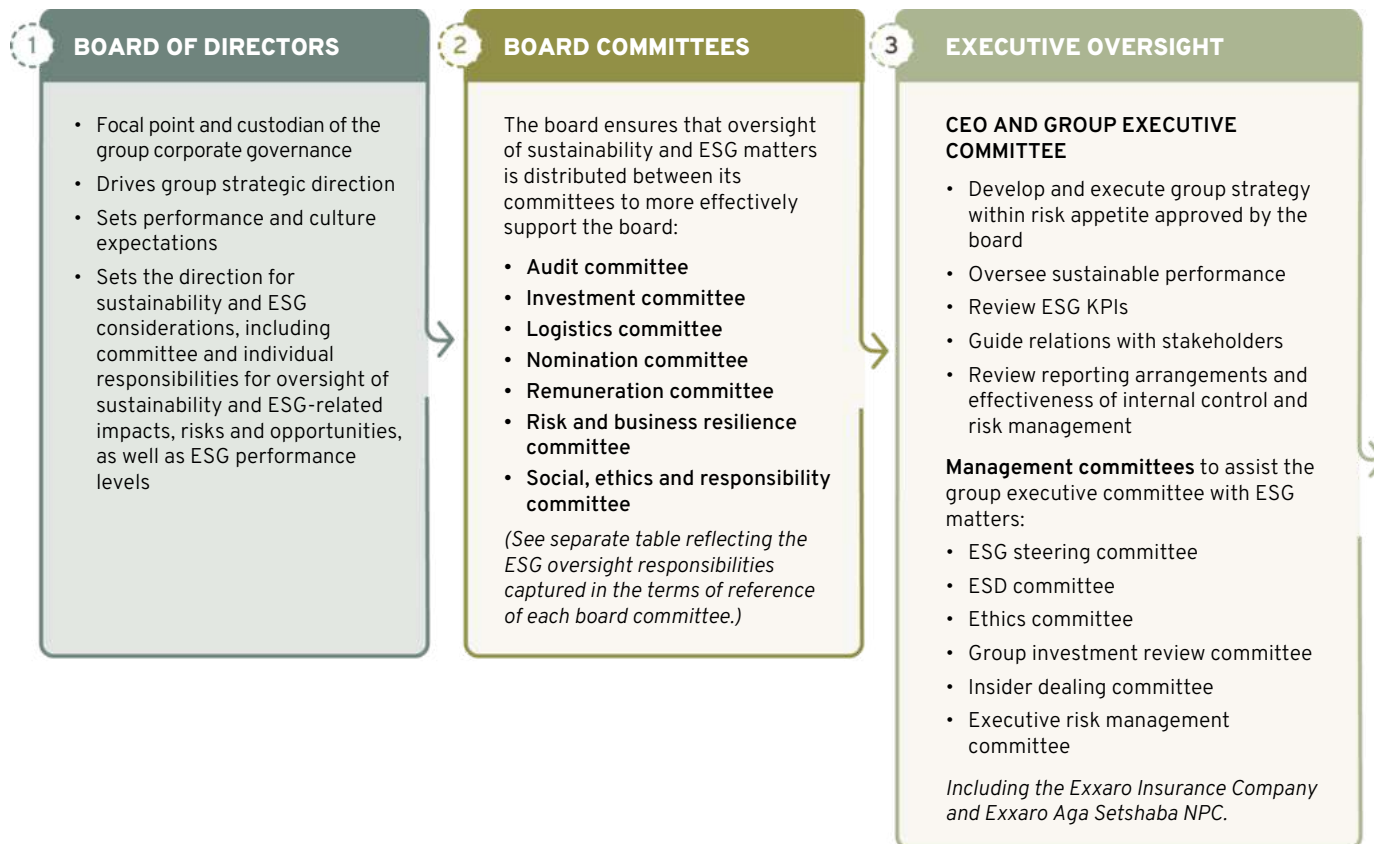 1
BOARD OF DIRECTORS
• Focal point and custodian of the
group corporate governance
• Drives group strategic direction
• Sets performance and culture
expectations
• Sets the direction for
sustainability and ESG
considerations, including
committee and individual
responsibilities for oversight of
sustainability and ESG-related
impacts, risks and opportunities,
as well as ESG performance
levels
2
BOARD COMMITTEES
The board ensures that oversight
of sustainability and ESG matters
is distributed between its
committees to more effectively
support the board:
• Audit committee
• Investment committee
• Logistics committee
• Nomination committee
• Remuneration committee
• Risk and business resilience
committee
• Social, ethics and responsibility
committee
(See separate table reflecting the
ESG oversight responsibilities
captured in the terms of reference
of each board committee.)
3
EXECUTIVE OVERSIGHT
CEO AND GROUP EXECUTIVE
COMMITTEE
• Develop and execute group strategy
within risk appetite approved by the
board
• Oversee sustainable performance
• Review ESG KPIs
• Guide relations with stakeholders
• Review reporting arrangements and
effectiveness of internal control and
risk management
Management committees to assist the
group executive committee with ESG
matters:
• ESG steering committee
• ESD committee
• Ethics committee
• Group investment review committee
• Insider dealing committee
• Executive risk management
committee
Including the Exxaro Insurance Company
and Exxaro Aga Setshaba NPC.